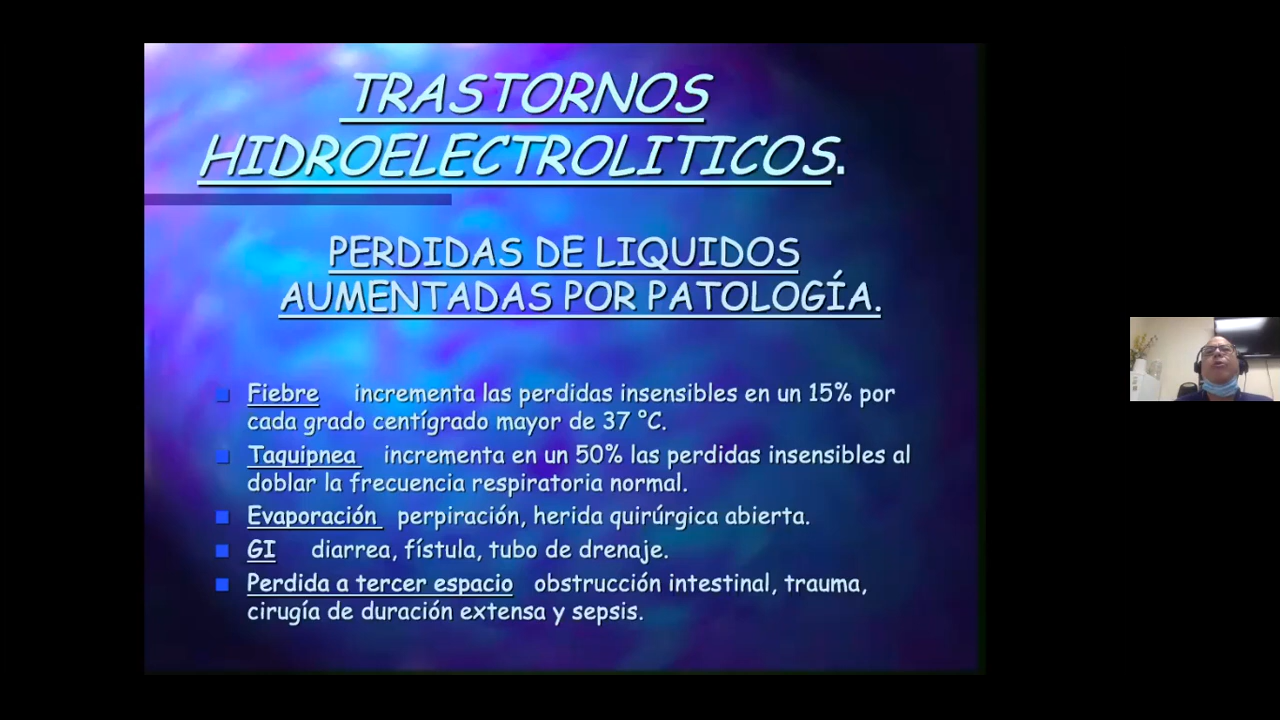 TRASTORNOS
HIDROELECTROLITICOS.
PERDIDAS DE LIQUIDOS
AUMENTADAS POR PATOLOGÍA.
Fiebre incrementa las perdidas insensibles en un 15% por
cada grado centígrado mayor de 37 °C.
Taquipnea incrementa en un 50% las perdidas insensibles al
doblar la frecuencia respiratoria normal.
Evaporación perpiración, herida quirúrgica abierta.
GI diarrea, fístula, tubo de drenaje.
Perdida a tercer espacio obstrucción intestinal, trauma,
cirugía de duración extensa y sepsis.